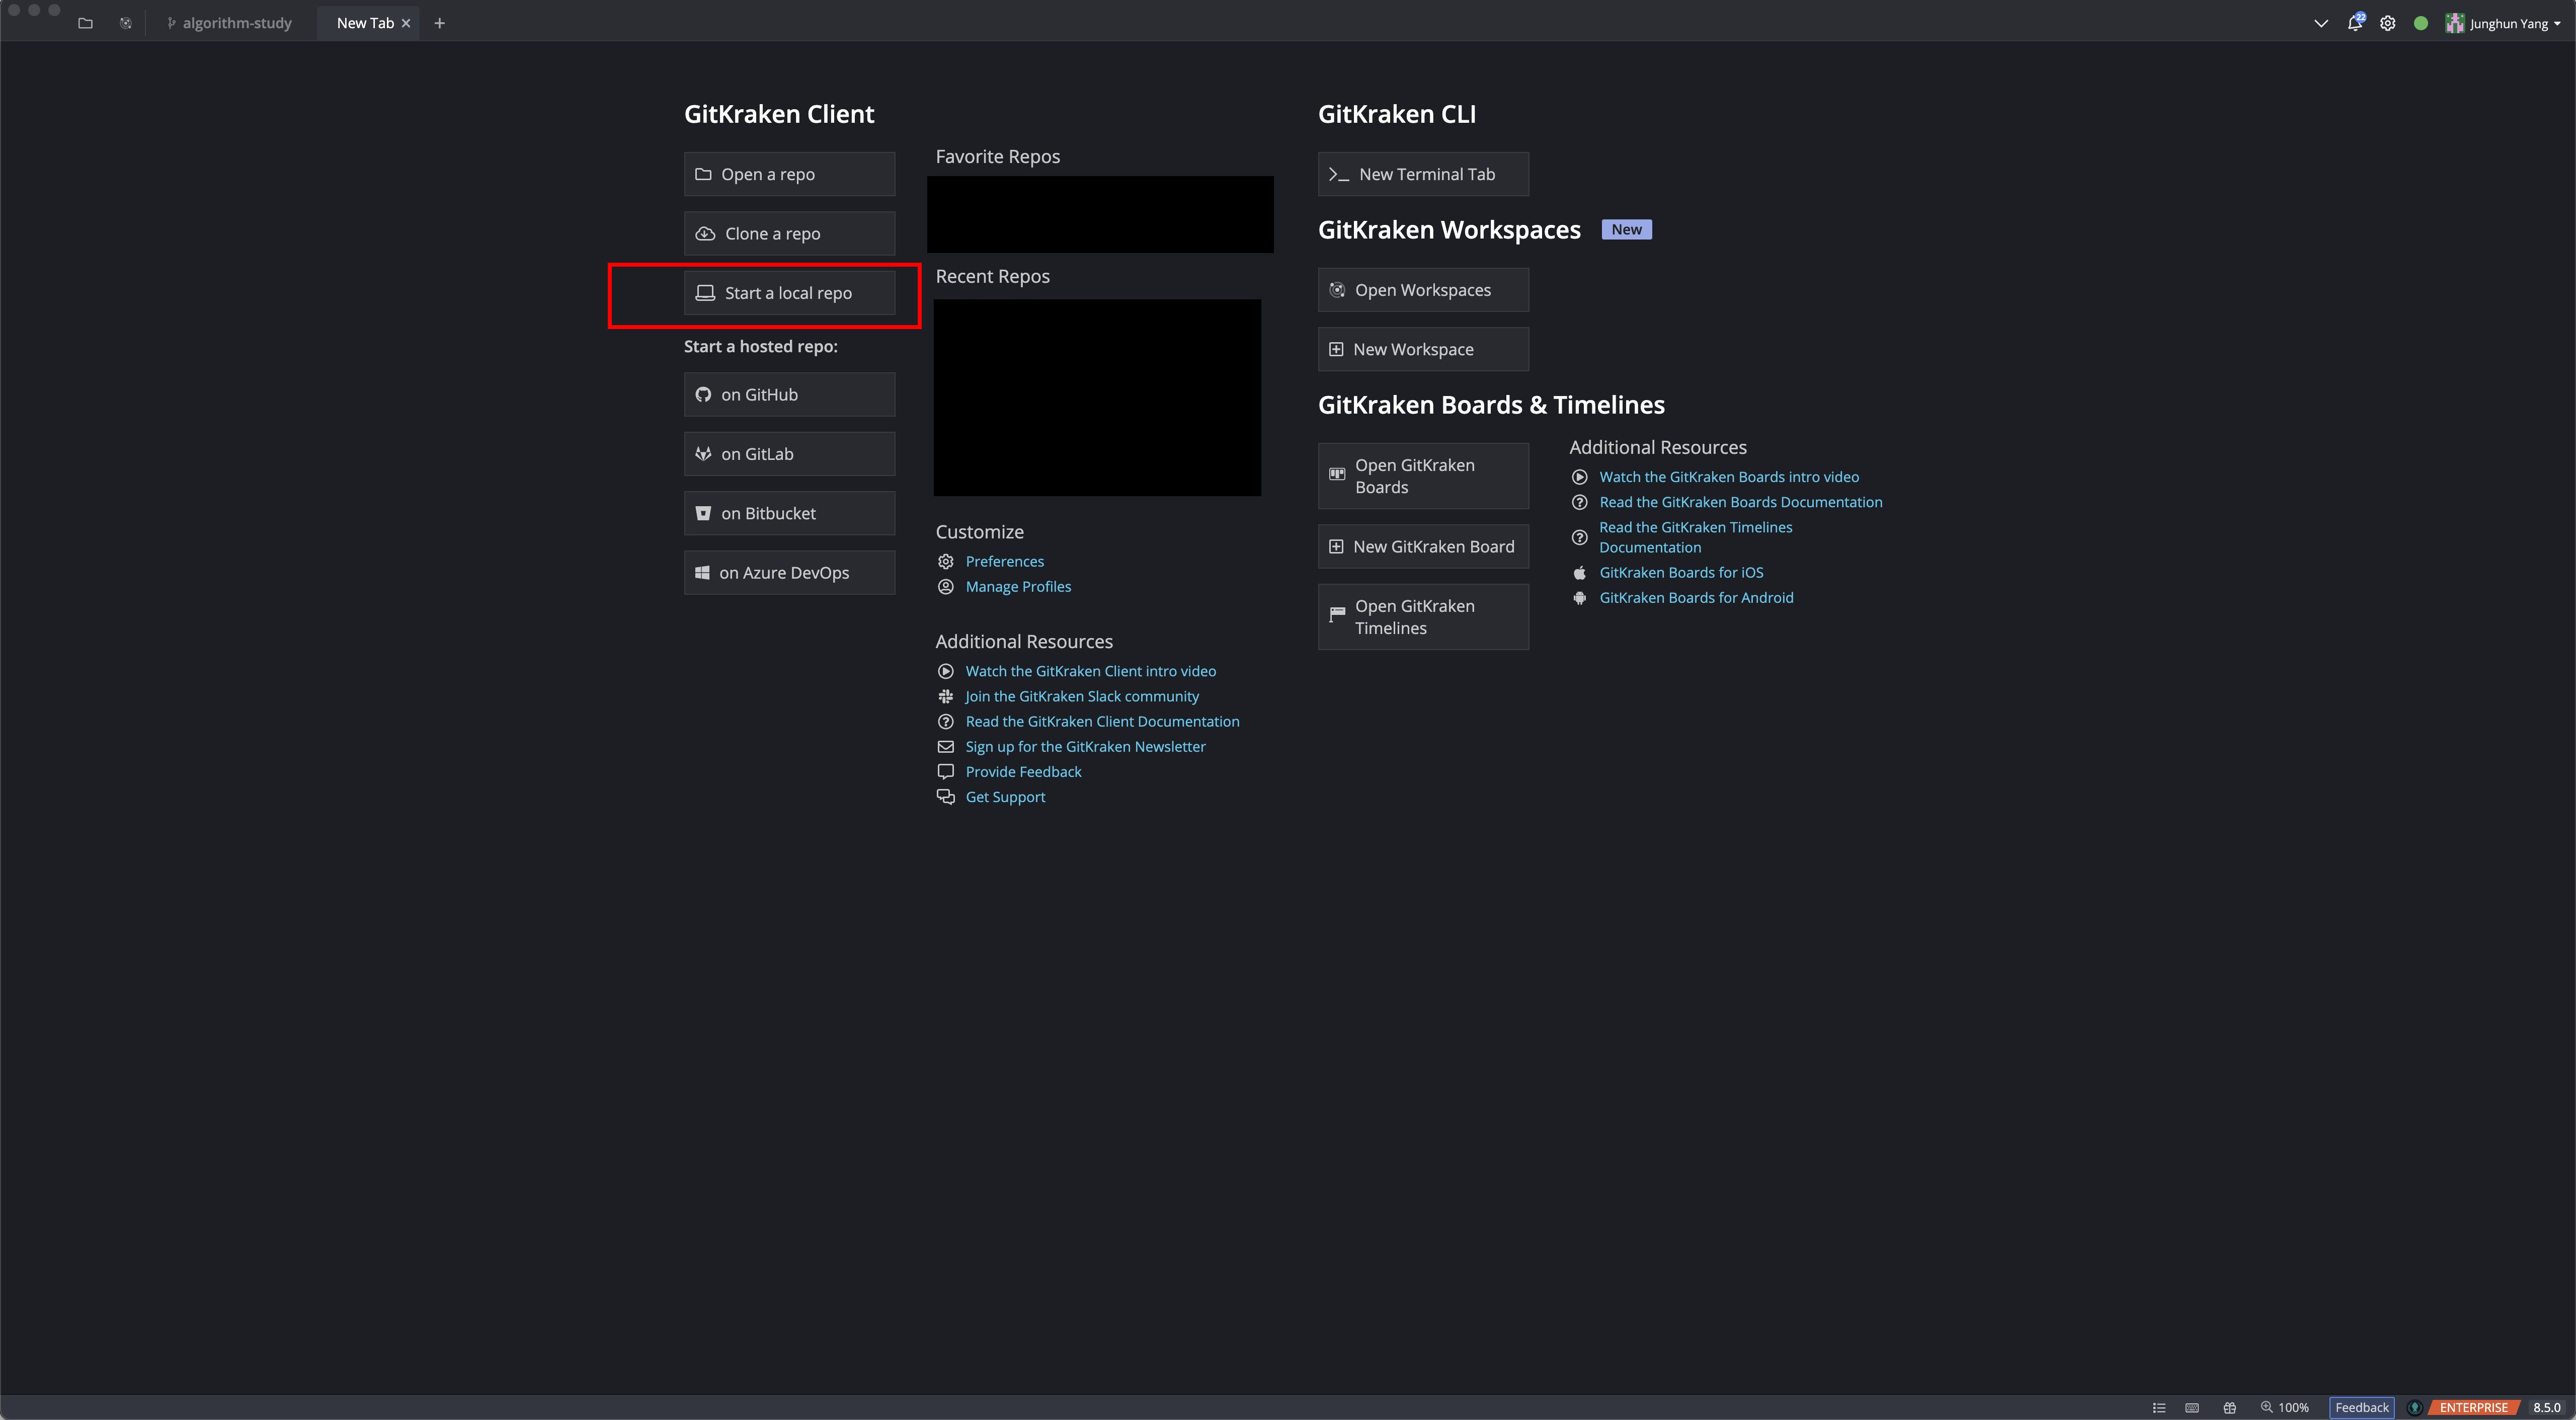 algorithm-study
New Tab
22
Junghun Yang
GitKraken Client
Open a repo
Clone a repo
Start a local repo
Start a hosted repo:
on GitHub
on GitLab
on Bitbucket
on Azure DevOps
Favorite Repos
Recent Repos
Customize
Preferences
Manage Profiles
Additional Resources
Watch the GitKraken Client intro video
Join the GitKraken Slack community
Read the GitKraken Client Documentation
Sign up for the GitKraken Newsletter
Provide Feedback
Get Support
GitKraken CLI
New Terminal Tab
GitKraken Workspaces New
Open Workspaces
New Workspace
GitKraken Boards & Timelines
Open GitKraken
Boards
New GitKraken Board
Open GitKraken
Timelines
Additional Resources
Watch the GitKraken Boards intro video
Read the GitKraken Boards Documentation
Read the GitKraken Timelines
Documentation
GitKraken Boards for iOS
GitKraken Boards for Android
100%
Feedback
ENTERPRISE
8.5.0